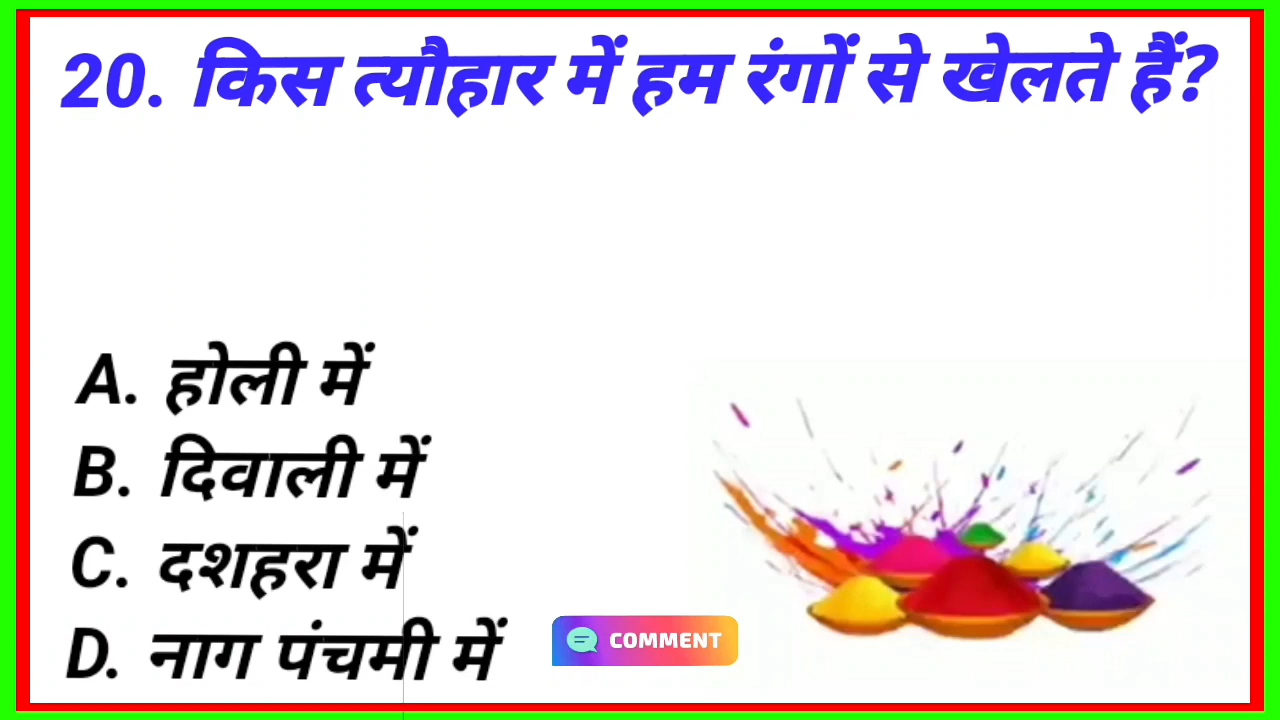 20. किस त्यौहार में हम रंगों से खेलते हैं?
A. होली में
B. दिवाली में
C. दशहरा में
D. नाग पंचमी में
COMMENT